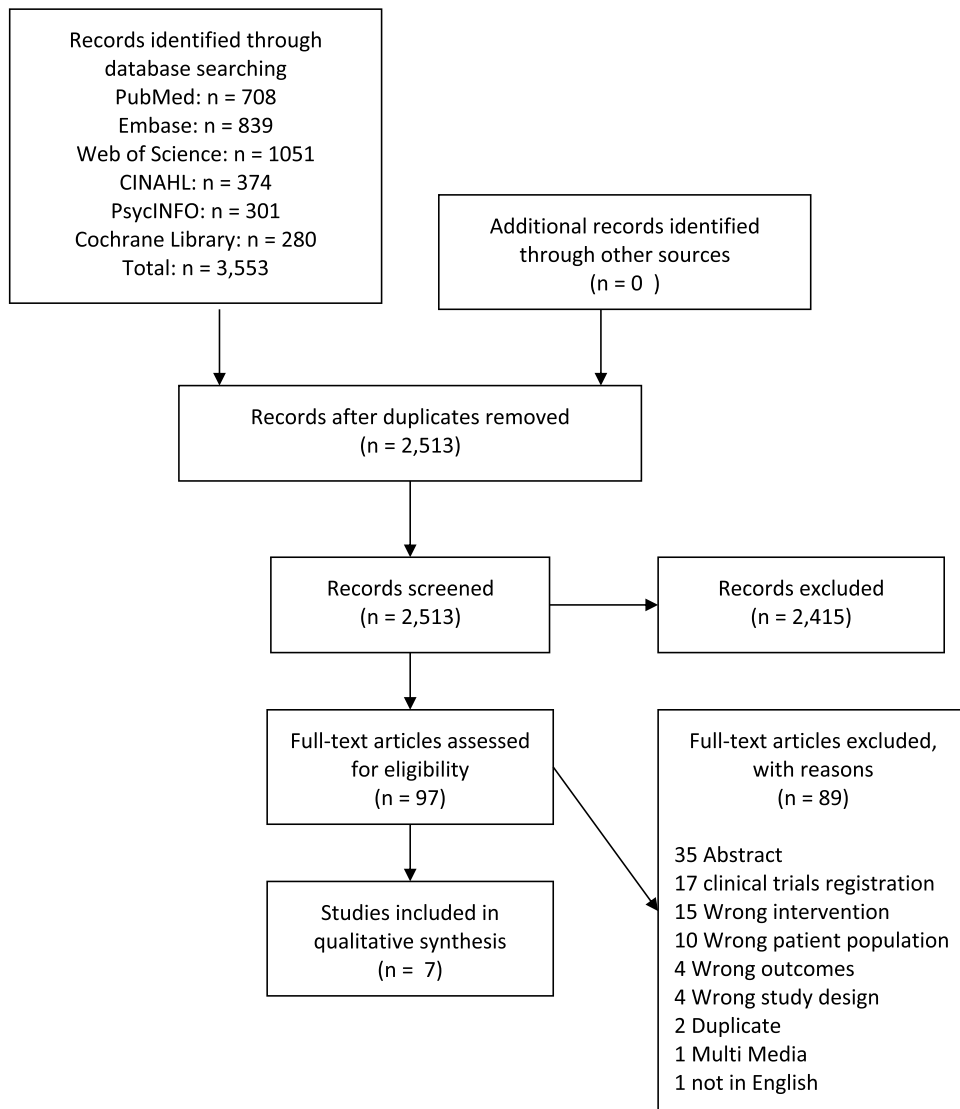 Records identified through
database searching
PubMed: n = 708
Embase: n = 839
Web of Science: n = 1051
CINAHL: n = 374
PsycINFO: n = 301
Cochrane Library: n = 280
Total: n = 3,553
Additional records identified
through other sources
(n = 0  )
Records after duplicates removed
(n = 2,513)
Records screened
(n = 2,513)
Records excluded
(n = 2,415)
Full-text articles assessed
for eligibility
(n = 97)
Full-text articles excluded,
with reasons
(n = 89)
35 Abstract
17 clinical trials registration
15 Wrong intervention
10 Wrong patient population
4 Wrong outcomes
4 Wrong study design
2 Duplicate
1 Multi Media
1 not in English
Studies included in
qualitative synthesis
(n =  7)